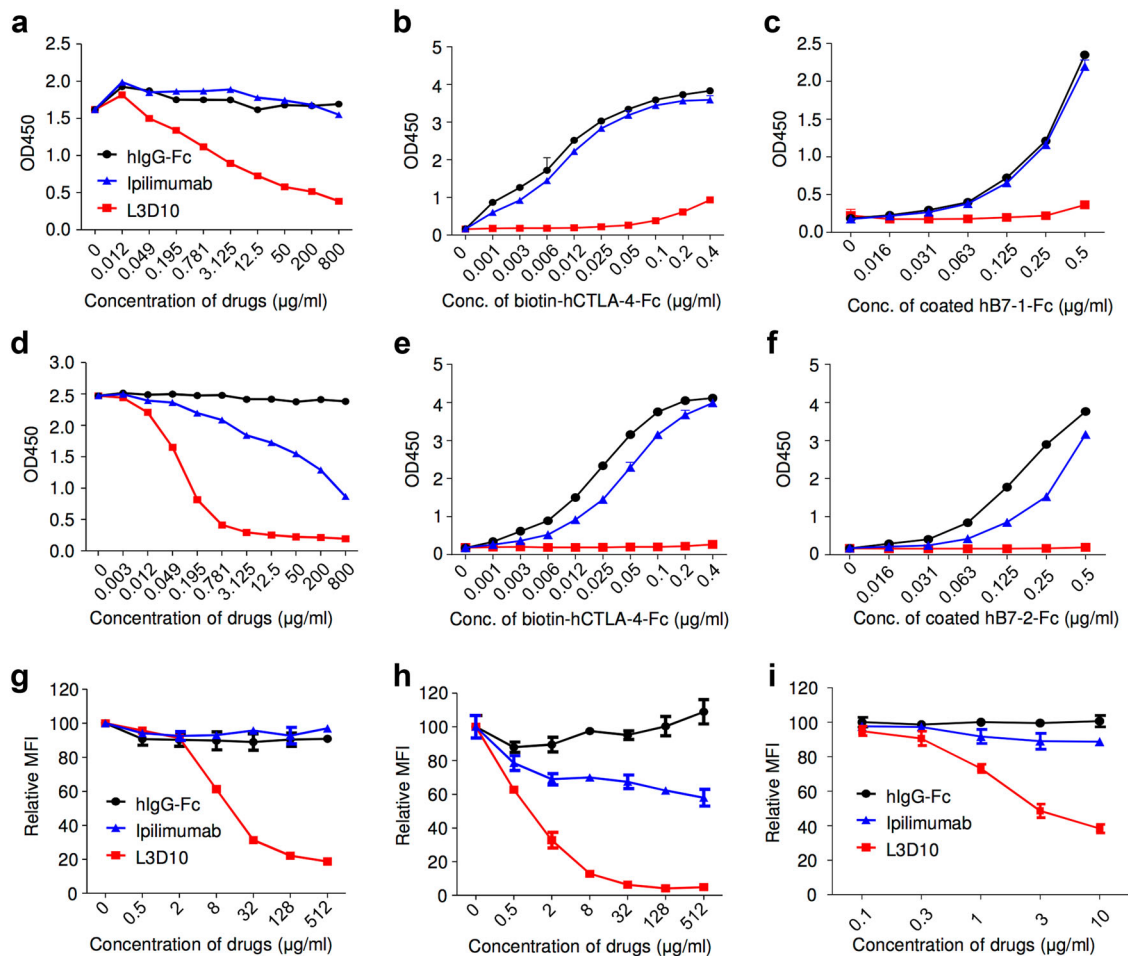 a
2.5
2.0
1.5
1.0
0.5
0.0
OD450
hIgG-Fc
Ipilimumab
L3D10
0 0.012 0.049 0.195 0.781 3.125 12.5 50 200 800
Concentration of drugs (µg/ml)
b
5
4
3
2
1
0
OD450
0 0.001 0.003 0.006 0.012 0.025 0.05 0.1 0.2 0.4
Conc. of biotin-hCTLA-4-Fc (µg/ml)
c
2.5
2.0
1.5
1.0
0.5
0.0
OD450
0 0.016 0.031 0.063 0.125 0.25 0.5
Conc. of coated hB7-1-Fc (µg/ml)
d
3.0
2.5
2.0
1.5
1.0
0.5
0.0
OD450
0 0.003 0.012 0.049 0.195 0.781 3.125 12.5 50 200 800
Concentration of drugs (µg/ml)
e
5
4
3
2
1
0
OD450
0 0.001 0.003 0.006 0.012 0.025 0.05 0.1 0.2 0.4
Conc. of biotin-hCTLA-4-Fc (µg/ml)
f
5
4
3
2
1
0
OD450
0 0.016 0.031 0.063 0.125 0.25 0.5
Conc. of coated hB7-2-Fc (µg/ml)
g
120
100
80
60
40
20
0
Relative MFI
hIgG-Fc
Ipilimumab
L3D10
0 0.5 2 8 32 128 512
Concentration of drugs (µg/ml)
h
120
100
80
60
40
20
0
Relative MFI
0 0.5 2 8 32 128 512
Concentration of drugs (µg/ml)
i
120
100
80
60
40
20
0
Relative MFI
hIgG-Fc
Ipilimumab
L3D10
0.1 0.3 1 3 10
Concentration of drugs (µg/ml)